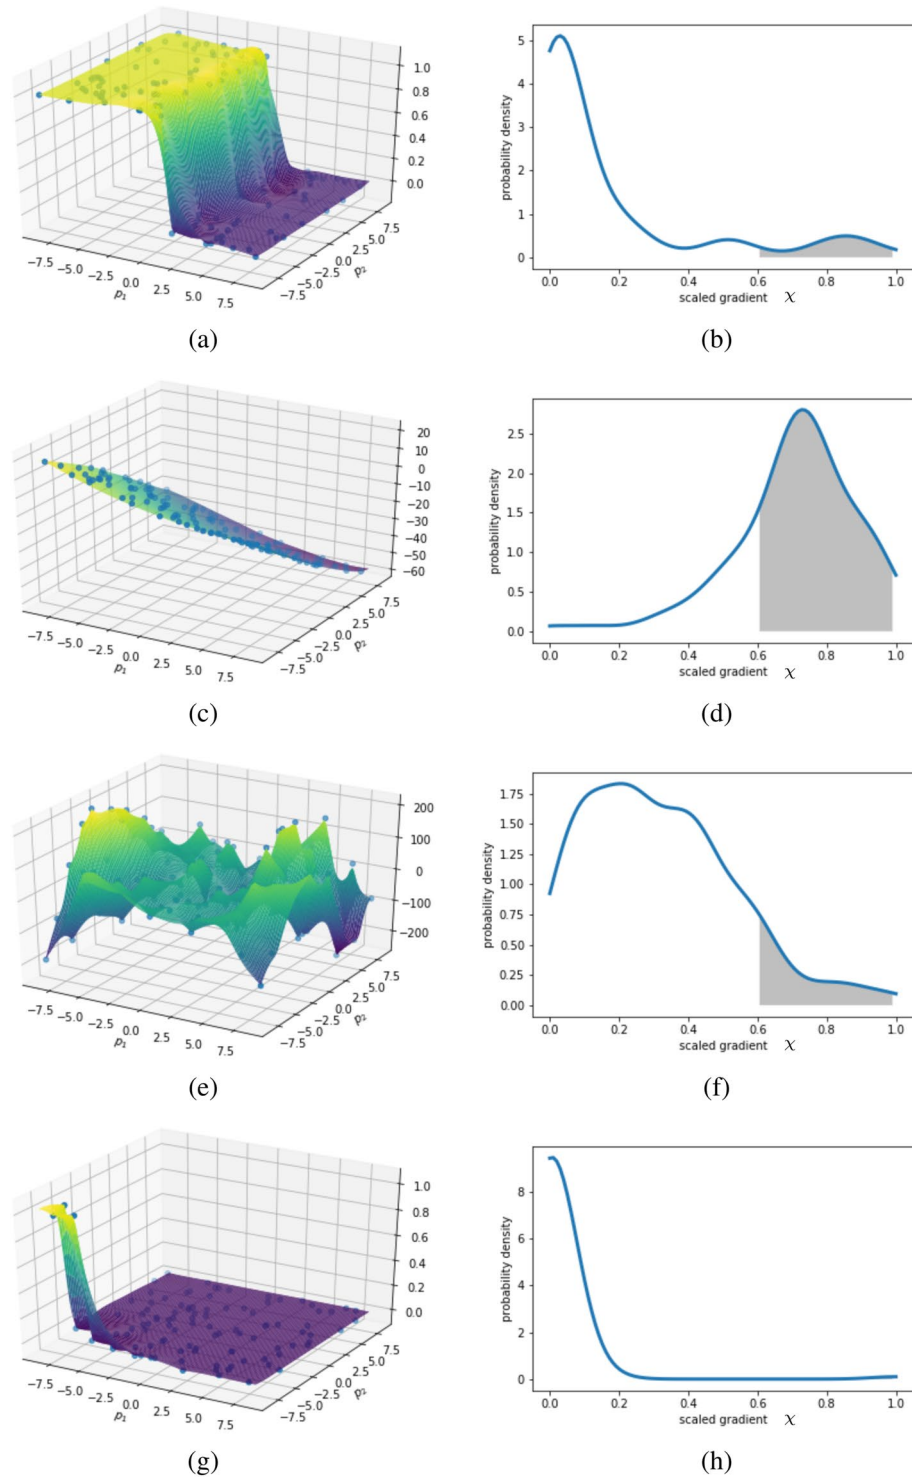 1.0
0.8
0.6
0.4
0.2
0.0
−7.5 −5.0 −2.5 0.0 2.5 5.0 7.5
p₁
−7.5 −5.0 −2.5 0.0 2.5 5.0 7.5
p₂
(a)
probability density
5
4
3
2
1
0
0.0 0.2 0.4 0.6 0.8 1.0
scaled gradient χ
(b)
20
10
0
−10
−20
−30
−40
−50
−60
−7.5 −5.0 −2.5 0.0 2.5 5.0 7.5
p₁
−7.5 −5.0 −2.5 0.0 2.5 5.0 7.5
p₂
(c)
probability density
2.5
2.0
1.5
1.0
0.5
0.0
0.0 0.2 0.4 0.6 0.8 1.0
scaled gradient χ
(d)
200
100
0
−100
−200
−7.5 −5.0 −2.5 0.0 2.5 5.0 7.5
p₁
−7.5 −5.0 −2.5 0.0 2.5 5.0 7.5
p₂
(e)
probability density
1.75
1.50
1.25
1.00
0.75
0.50
0.25
0.00
0.0 0.2 0.4 0.6 0.8 1.0
scaled gradient χ
(f)
1.0
0.8
0.6
0.4
0.2
0.0
−7.5 −5.0 −2.5 0.0 2.5 5.0 7.5
p₁
−7.5 −5.0 −2.5 0.0 2.5 5.0 7.5
p₂
(g)
probability density
8
6
4
2
0
0.0 0.2 0.4 0.6 0.8 1.0
scaled gradient χ
(h)